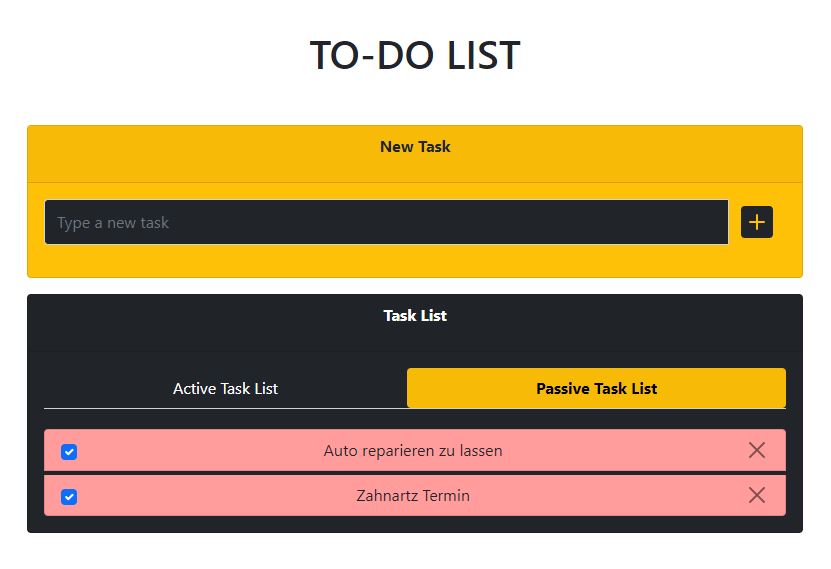 TO-DO LIST
New Task
Type a new task
Task List
Active Task List
Passive Task List
Auto reparieren zu lassen
Zahnartz Termin